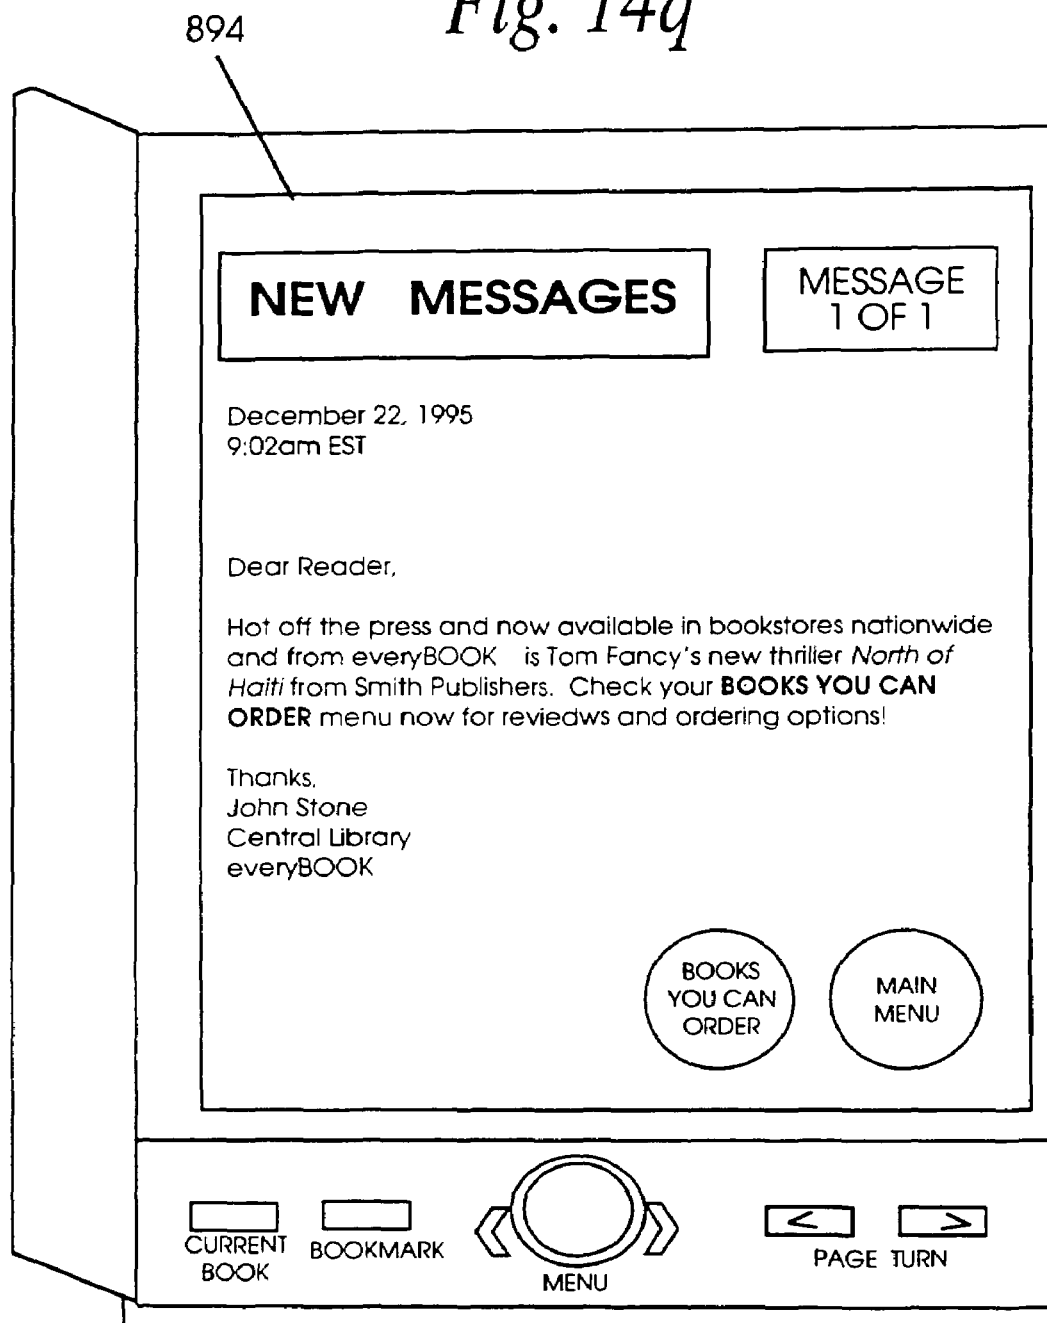 Fig. 14q
894
NEW MESSAGES
MESSAGE
1 OF 1
December 22, 1995
9:02am EST
Dear Reader,
Hot off the press and now available in bookstores nationwide
and from everyBOOK is Tom Fancy's new thriller North of
Haiti from Smith Publishers. Check your BOOKS YOU CAN
ORDER menu now for reviedws and ordering options!
Thanks,
John Stone
Central Library
everyBOOK
BOOKS
YOU CAN
ORDER
MAIN
MENU
CURRENT
BOOK
BOOKMARK
MENU
< >
PAGE TURN